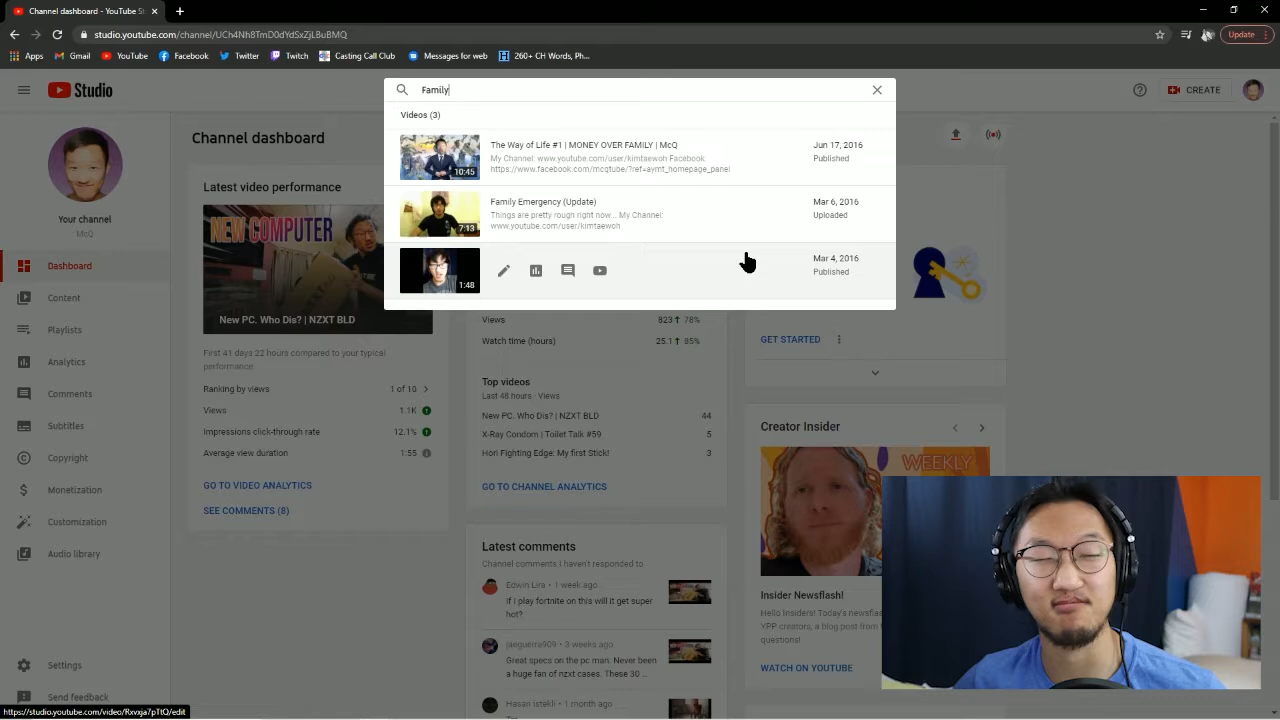 Channel dashboard - YouTube St
studio.youtube.com/channel/UCh4Nh8TmD0dYdSxZjLBuBMQ
Update
Apps
Gmail
YouTube
Facebook
Twitter
Twitch
Casting Call Club
Messages for web
260+ CH Words, Ph...
Studio
Family
CREATE
Videos (3)
The Way of Life #1 | MONEY OVER FAMILY | McQ
My Channel: www.youtube.com/user/kimtaewoh Facebook:
https://www.facebook.com/mcqtube/?ref=aymt_homepage_panel
10:45
Jun 17, 2016
Published
Family Emergency (Update)
Things are pretty rough right now... My Channel:
www.youtube.com/user/kimtaewoh
7:13
Mar 6, 2016
Uploaded
1:48
Mar 4, 2016
Published
Your channel
McQ
Dashboard
Content
Playlists
Analytics
Comments
Subtitles
Copyright
Monetization
Customization
Audio library
Settings
Send feedback
Channel dashboard
Latest video performance
NEW COMPUTER
New PC. Who Dis? | NZXT BLD
First 41 days 22 hours compared to your typical
performance:
Ranking by views
1 of 10
Views
1.1K
Impressions click-through rate
12.1%
Average view duration
1:55
GO TO VIDEO ANALYTICS
SEE COMMENTS (8)
Views
823 78%
Watch time (hours)
25.1 85%
Top videos
Last 48 hours · Views
New PC. Who Dis? | NZXT BLD
44
X-Ray Condom | Toilet Talk #59
5
Hori Fighting Edge: My first Stick!
3
GO TO CHANNEL ANALYTICS
Latest comments
Channel comments I haven't responded to
Edwin Lira • 1 week ago
If I play fortnite on this will it get super
hot?
jaeguerra909 • 3 weeks ago
Great specs on the pc man. Never been
a huge fan of nzxt cases. These 30 ...
Hasan Istekli • 1 month ago
GET STARTED
Creator Insider
WEEKLY
Insider Newsflash!
Hello Insiders! Today's newsflas
YPP creators, a blog post from
questions!
WATCH ON YOUTUBE
https://studio.youtube.com/video/Rxvxja7pTtQ/edit